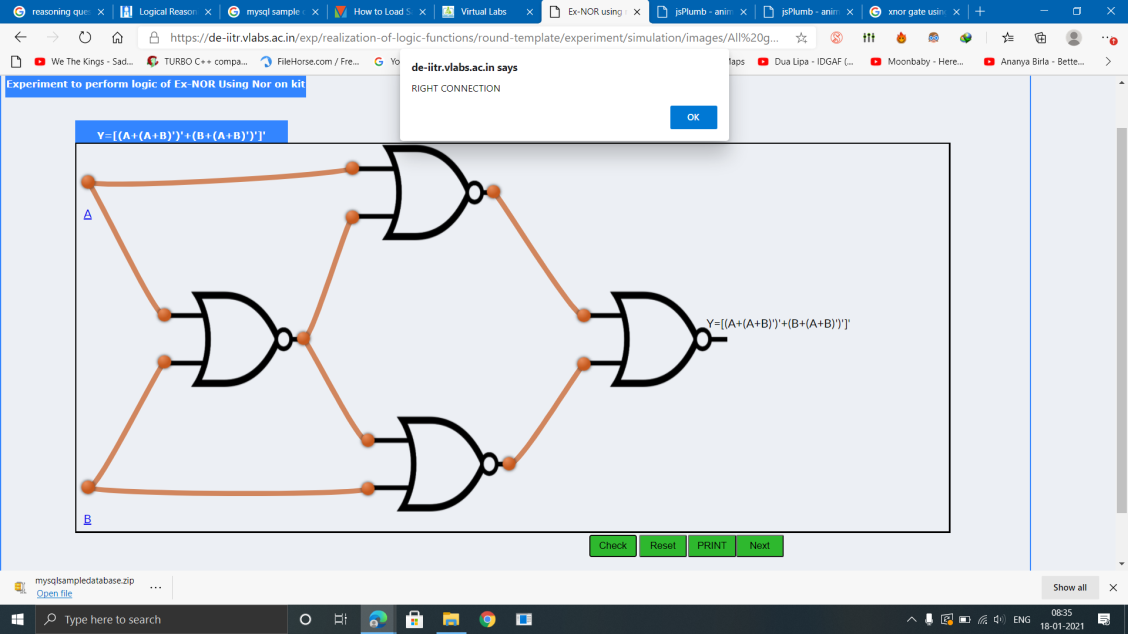 reasoning que
Logical Reason
mysql sample
How to Load S
Virtual Labs
Ex-NOR using
jsPlumb - anim
jsPlumb - anim
xnor gate usin
https://de-iitr.vlabs.ac.in/exp/realization-of-logic-functions/round-template/experiment/simulation/images/All%20g...
We The Kings - Sad...
TURBO C++ compa...
FileHorse.com / Fre...
Yo
laps
Dua Lipa - IDGAF (...
Moonbaby - Here...
Ananya Birla - Bette...
de-iitr.vlabs.ac.in says
RIGHT CONNECTION
OK
Experiment to perform logic of Ex-NOR Using Nor on kit
Y=[(A+(A+B)')'+(B+(A+B)')']'
A
Y=[(A+(A+B)')'+(B+(A+B)')']'
B
Check
Reset
PRINT
Next
mysqlsampledatabase.zip
Open file
Show all
Type here to search
ENG
08:35
18-01-2021